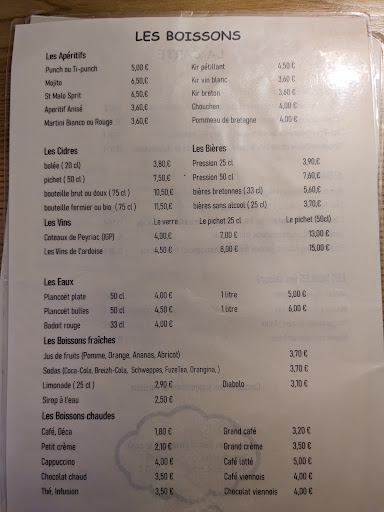 LES BOISSONS
Les Apéritifs
Punch ou Ti-punch 5,00 € Kir pétillant 4,50 €
Mojito 6,50€ Kir vin blanc 3,60 €
St Malo Sprit 6,50€ Kir breton 3,60€
Aperitif Anisé 3,60€ Chouchen 4,00 €
Martini Bianco ou Rouge 3,60€ Pommeau de bretagne 4,00 €
Les Cidres Les Bières
bolée ( 20 cl) 3,80€ Pression 25 cl 3,90€
pichet ( 50 cl ) 7,50€ Pression 50 cl 7,60€
bouteille brut ou doux ( 75 cl ) 10,50€ bières bretonnes ( 33 cl) 5,60€
bouteille fermier ou bio ( 75 cl ) 11,50€ bières sans alcool ( 25 cl ) 3,70€
Les Vins Le verre Le pichet 25 cl Le pichet (50cl)
Coteaux de Peyriac (IGP) 4,00€ 7,00 € 13,00 €
Les Vins de l'ardoise 4,50 € 8,00 € 15,00 €
Les Eaux
Plancoët plate 50 cl 4,00 € 1 litre 5,00 €
Plancoët bulles 50 cl 4,50 € 1 litre 6,00 €
Badoit rouge 33 cl 4,00 €
Les Boissons fraîches
Jus de fruits (Pomme, Orange, Ananas, Abricot) 3,70 €
Sodas (Coca-Cola, Breizh-Cola, Schweppes, FuzeTea, Orangina, ) 3,70 €
Limonade ( 25 cl ) 2,90 € Diabolo 3,10 €
Sirop à l'eau 2,50 €
Les Boissons chaudes
Café, Déca 1,80 € Grand café 3,20 €
Petit crème 2,10 € Grand crème 3,50 €
Cappuccino 4,00 € Café latté 5,00 €
Chocolat chaud 3,50 € Café viennois 4,00 €
Thé, Infusion 3,50 € Chocolat viennois 4,00 €